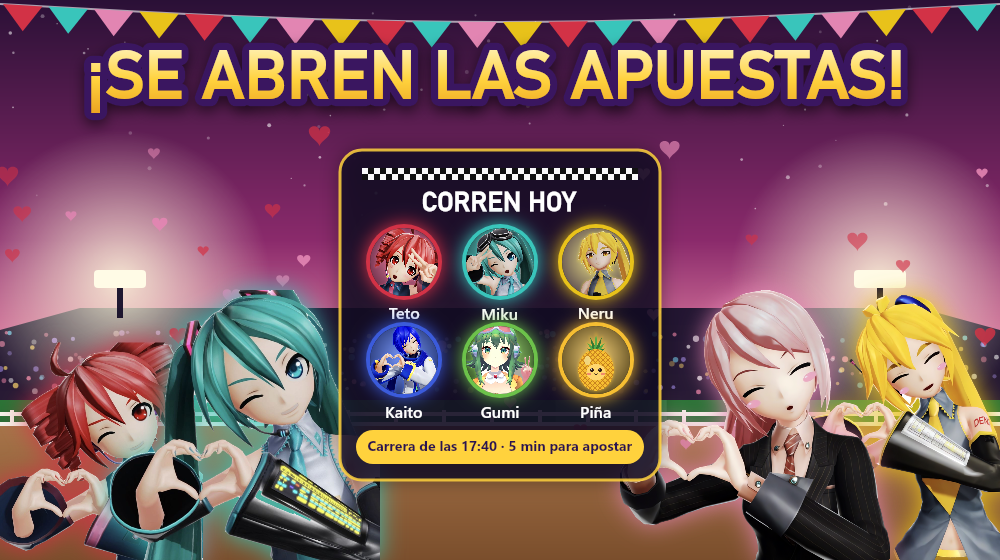 ¡SE ABREN LAS APUESTAS!
CORREN HOY
Teto
Miku
Neru
Kaito
Gumi
Piña
Carrera de las 17:40 · 5 min para apostar